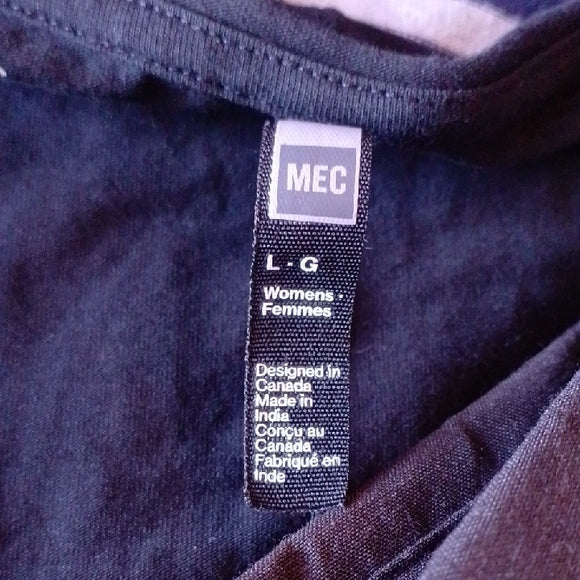 MEC
L - G
Womens •
Femmes
Designed in
Canada
Made in
India
Conçu au
Canada
Fabriqué en
Inde